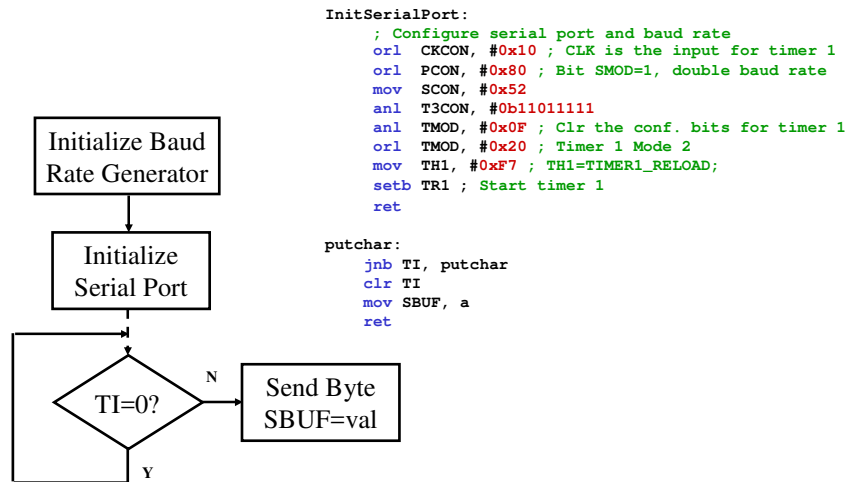 InitSerialPort:
; Configure serial port and baud rate
orl CKCON, #0x10 ; CLK is the input for timer 1
orl PCON, #0x80 ; Bit SMOD=1, double baud rate
mov SCON, #0x52
anl T3CON, #0b11011111
anl TMOD, #0x0F ; Clr the conf. bits for timer 1
orl TMOD, #0x20 ; Timer 1 Mode 2
mov TH1, #0xF7 ; TH1=TIMER1_RELOAD;
setb TR1 ; Start timer 1
ret
putchar:
jnb TI, putchar
clr TI
mov SBUF, a
ret
Initialize Baud
Rate Generator
Initialize
Serial Port
TI=0?
N
Send Byte
SBUF=val
Y